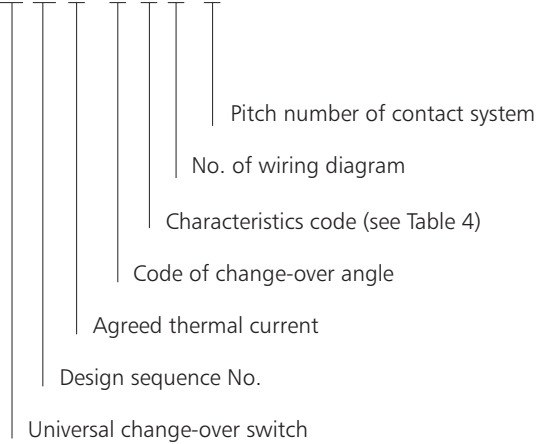 Pitch number of contact system
No. of wiring diagram
Characteristics code (see Table 4)
Code of change-over angle
Agreed thermal current
Design sequence No.
Universal change-over switch